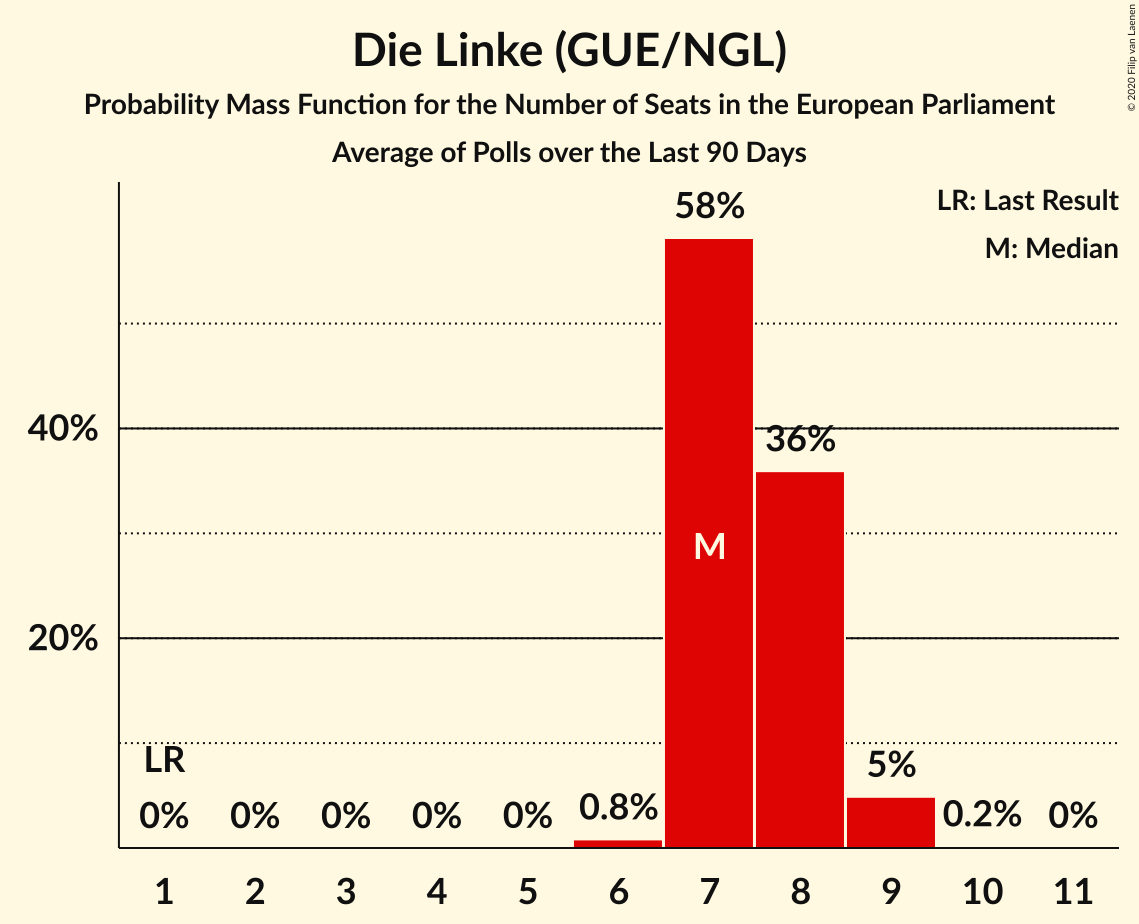 Die Linke (GUE/NGL)
Probability Mass Function for the Number of Seats in the European Parliament
Average of Polls over the Last 90 Days
© 2020 Filip van Laenen
LR: Last Result
M: Median
58%
40%
36%
M
20%
LR
5%
0% 0% 0% 0% 0% 0.8% 0.2% 0%
1 2 3 4 5 6 7 8 9 10 11